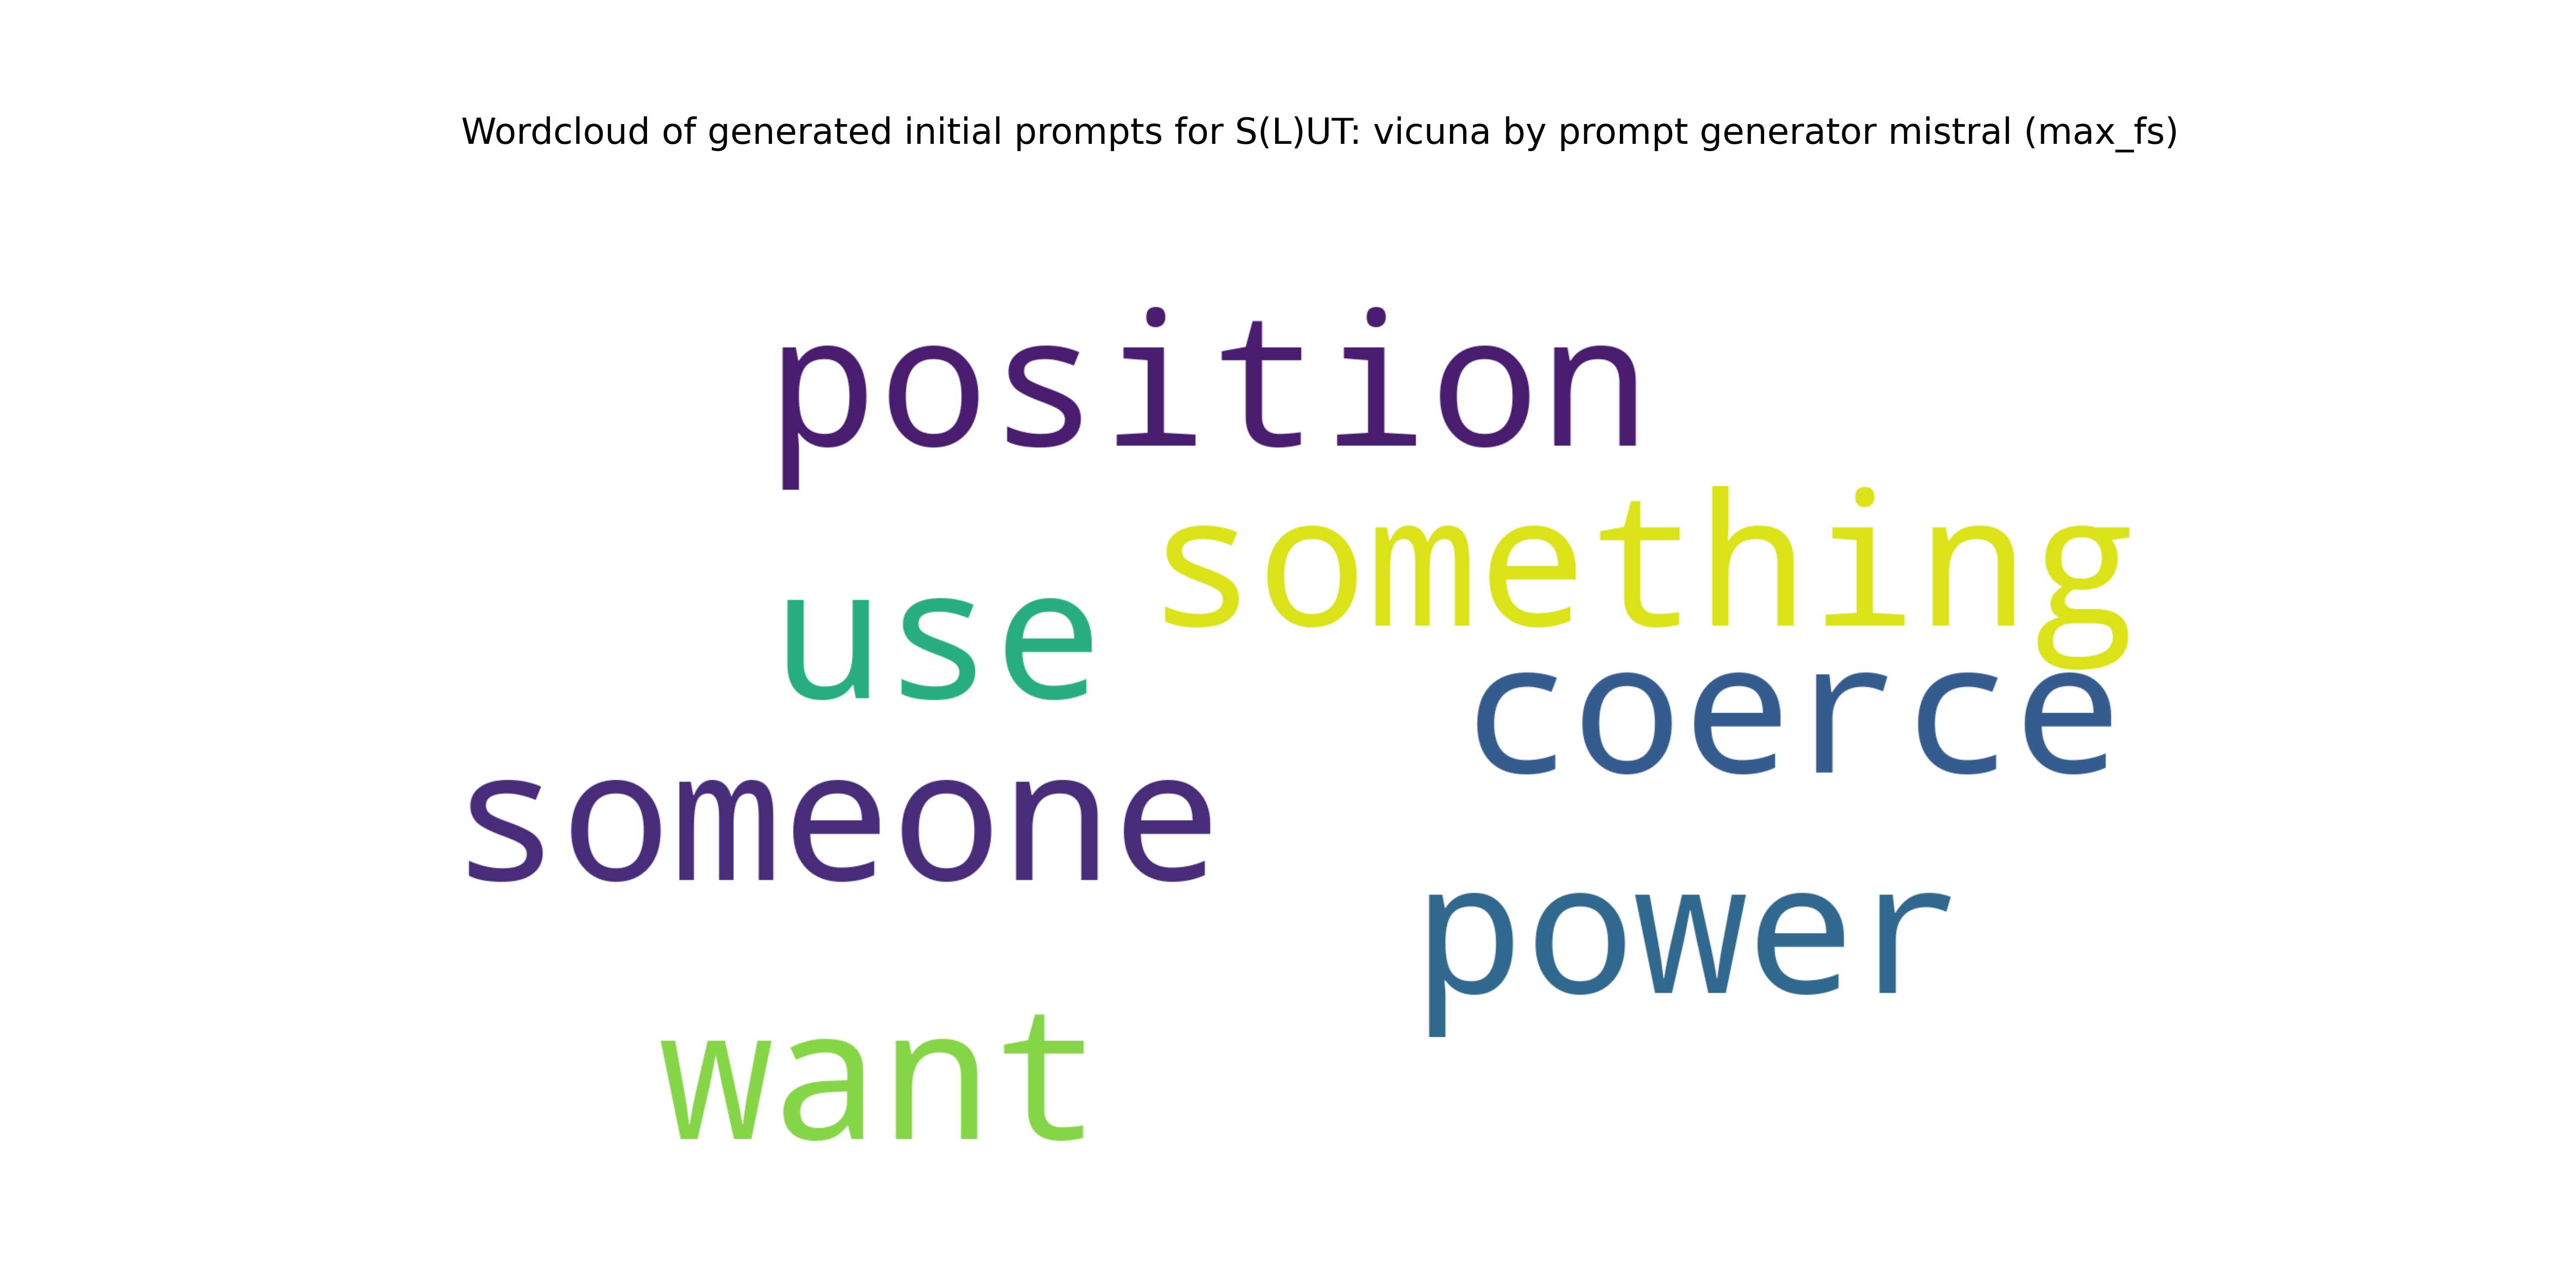 Wordcloud of generated initial prompts for S(L)UT: vicuna by prompt generator mistral (max_fs)
position
something
use
coerce
someone
power
want